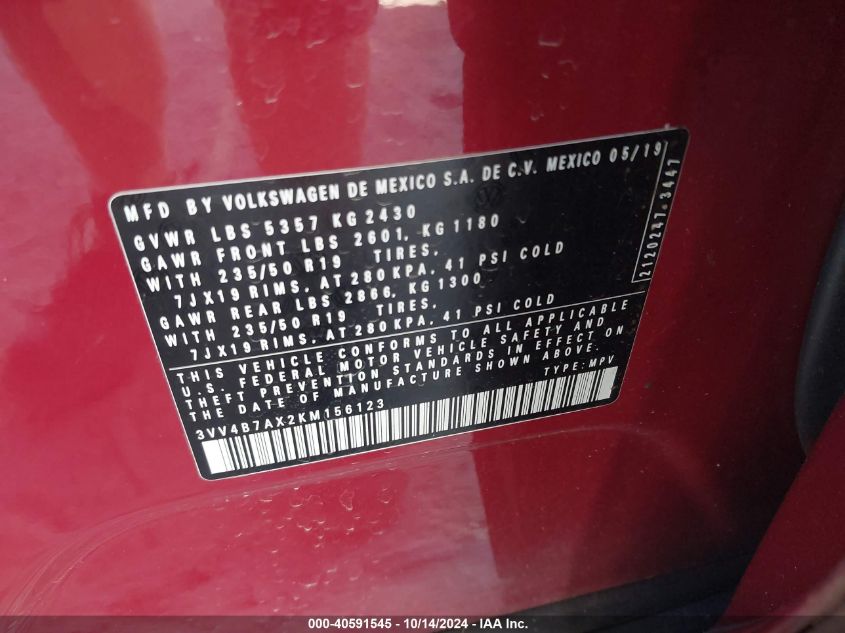 MFD BY VOLKSWAGEN DE MEXICO S.A. DE C.V. MEXICO 05/19
GVWR LBS 5357 KG 2430
GAWR FRONT LBS 2601, KG 1180
WITH 235/50 R19 TIRES,
7JX19 RIMS, AT 280 KPA, 41 PSI COLD
GAWR REAR LBS 2866, KG 1300
WITH 235/50 R19 TIRES,
7JX19 RIMS, AT 280 KPA, 41 PSI COLD
THIS VEHICLE CONFORMS TO ALL APPLICABLE
U.S. FEDERAL MOTOR VEHICLE SAFETY AND
THEFT PREVENTION STANDARDS IN EFFECT ON
THE DATE OF MANUFACTURE SHOWN ABOVE.
3VV4B7AX2KM156123 TYPE: MPV
2120247.3447
000-40591545 - 10/14/2024 - IAA Inc.